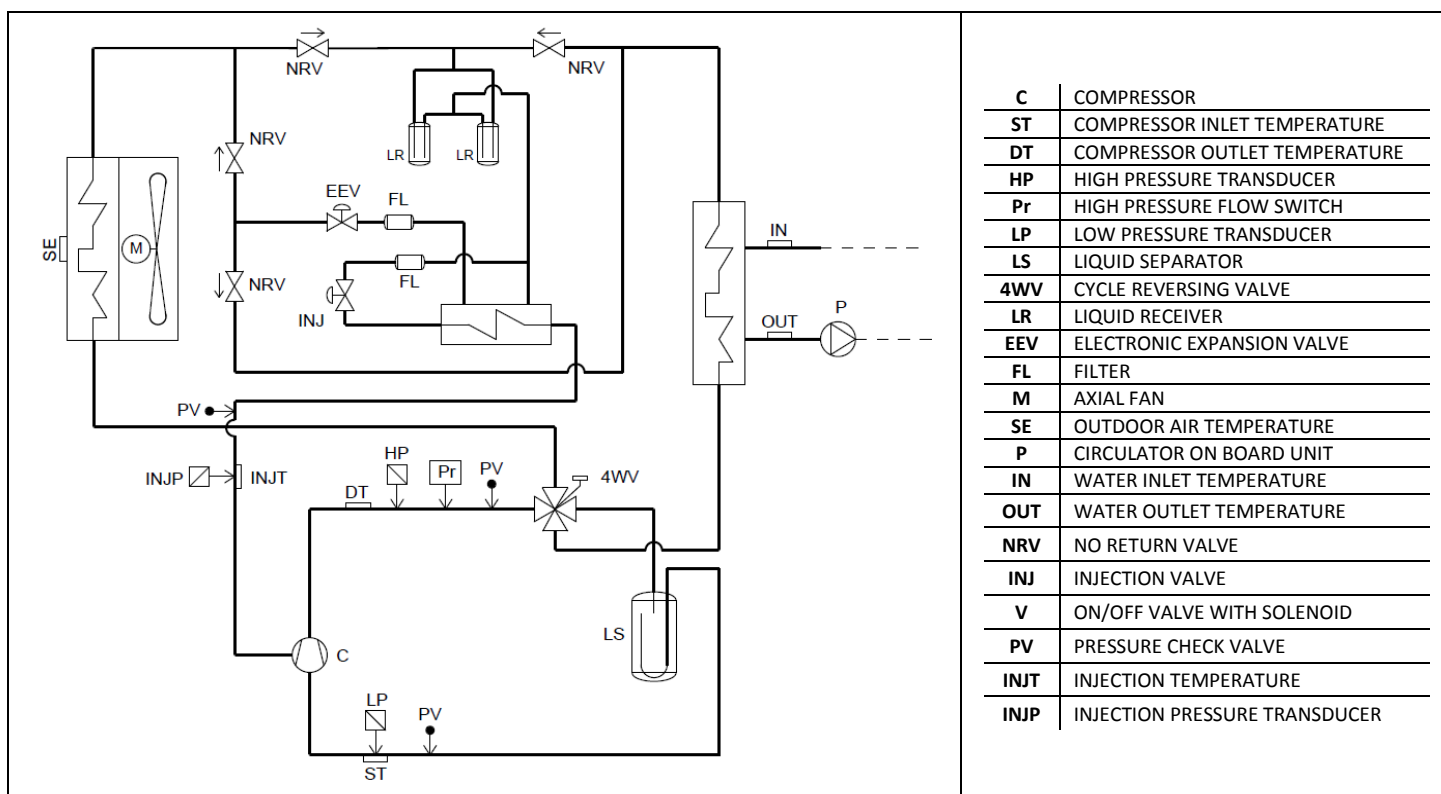 NRV
NRV
LR
LR
NRV
EEV
FL
SE
M
IN
NRV
FL
INJ
OUT
P
PV
HP
Pr
PV
4WV
INJP
INJT
DT
LS
C
LP
PV
ST
C COMPRESSOR
ST COMPRESSOR INLET TEMPERATURE
DT COMPRESSOR OUTLET TEMPERATURE
HP HIGH PRESSURE TRANSDUCER
Pr HIGH PRESSURE FLOW SWITCH
LP LOW PRESSURE TRANSDUCER
LS LIQUID SEPARATOR
4WV CYCLE REVERSING VALVE
LR LIQUID RECEIVER
EEV ELECTRONIC EXPANSION VALVE
FL FILTER
M AXIAL FAN
SE OUTDOOR AIR TEMPERATURE
P CIRCULATOR ON BOARD UNIT
IN WATER INLET TEMPERATURE
OUT WATER OUTLET TEMPERATURE
NRV NO RETURN VALVE
INJ INJECTION VALVE
V ON/OFF VALVE WITH SOLENOID
PV PRESSURE CHECK VALVE
INJT INJECTION TEMPERATURE
INJP INJECTION PRESSURE TRANSDUCER